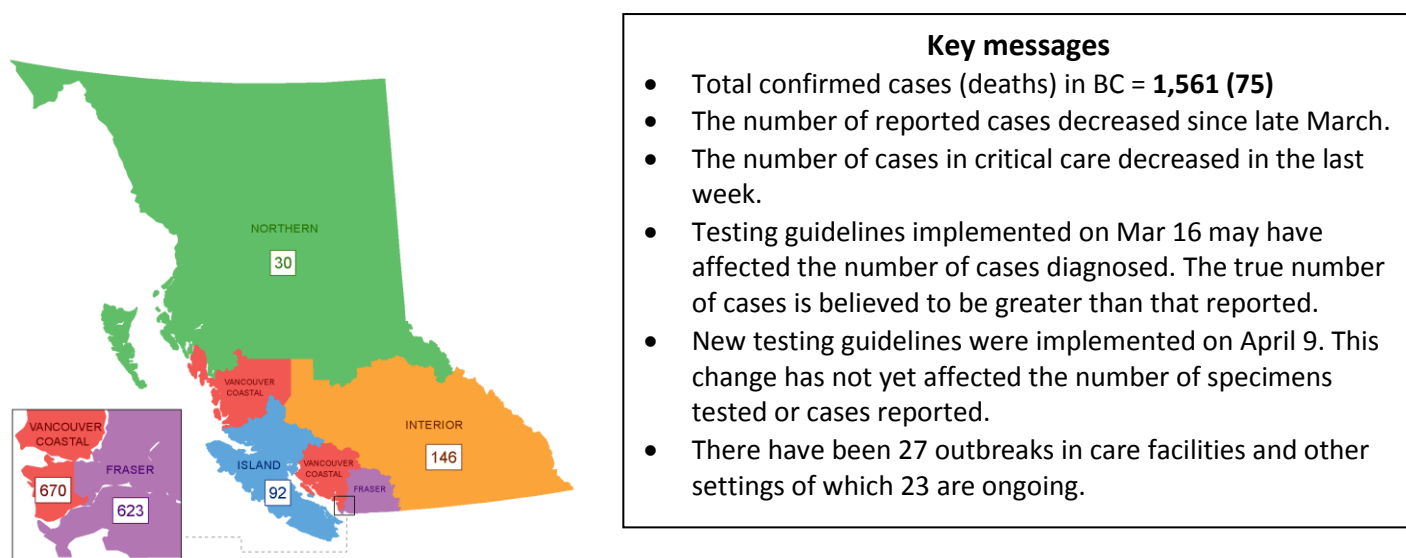 NORTHERN
30
VANCOUVER
COASTAL
INTERIOR
146
ISLAND
92
VANCOUVER
COASTAL
FRASER
VANCOUVER
COASTAL
FRASER
670
623
Key messages
• Total confirmed cases (deaths) in BC = 1,561 (75)
• The number of reported cases decreased since late March.
• The number of cases in critical care decreased in the last
week.
• Testing guidelines implemented on Mar 16 may have
affected the number of cases diagnosed. The true number
of cases is believed to be greater than that reported.
• New testing guidelines were implemented on April 9. This
change has not yet affected the number of specimens
tested or cases reported.
• There have been 27 outbreaks in care facilities and other
settings of which 23 are ongoing.